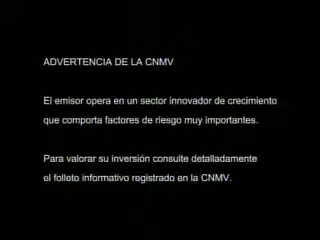 ADVERTENCIA DE LA CNMV
El emisor opera en un sector innovador de crecimiento
que comporta factores de riesgo muy importantes.
Para valorar su inversión consulte detalladamente
el folleto informativo registrado en la CNMV.